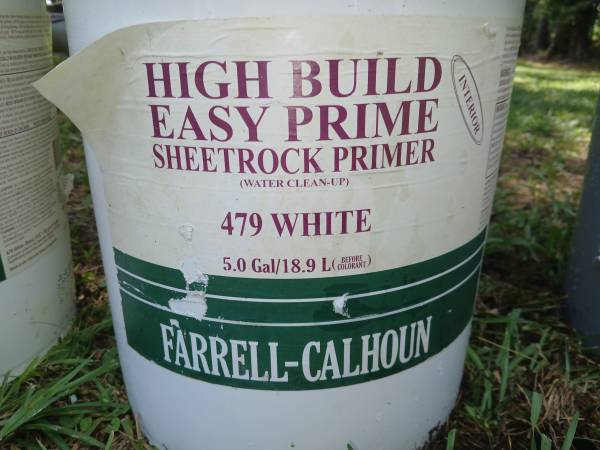 HIGH BUILD
EASY PRIME
SHEETROCK PRIMER
(WATER CLEAN-UP)
INTERIOR
479 WHITE
5.0 Gal/18.9 L(BEFORE COLORANT)
FARRELL-CALHOUN